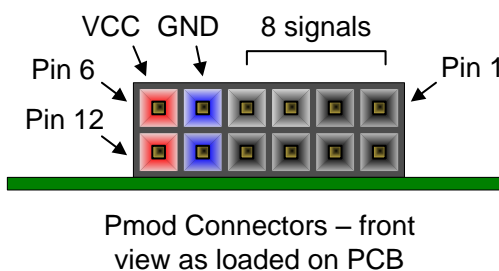 VCC GND
8 signals
Pin 6
Pin 1
Pin 12
Pmod Connectors – front
view as loaded on PCB